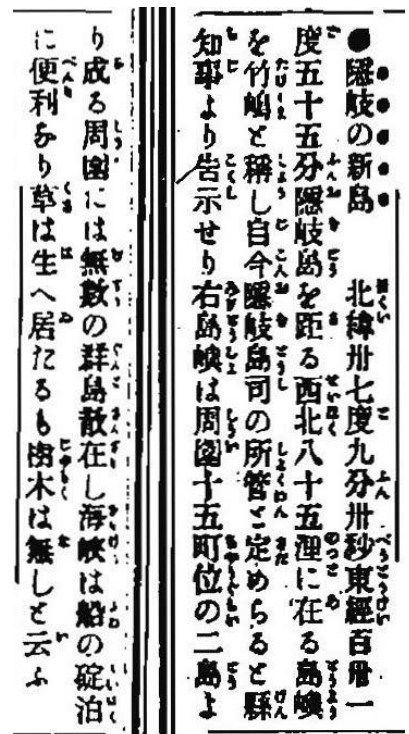 ●隠岐の新島　北緯卅七度九分卅秒東經百卅一
度五十五分隠岐島を距る西北八十五浬に在る島嶼
を竹嶋と稱し自今隠岐島司の所管と定めらると縣
知事より告示せり右島嶼は周圍十五町位の二島よ
り成る周圍には無數の群島散在し海峽は船の碇泊
に便利なり草は生へ居たるも樹木は無しと云ふ